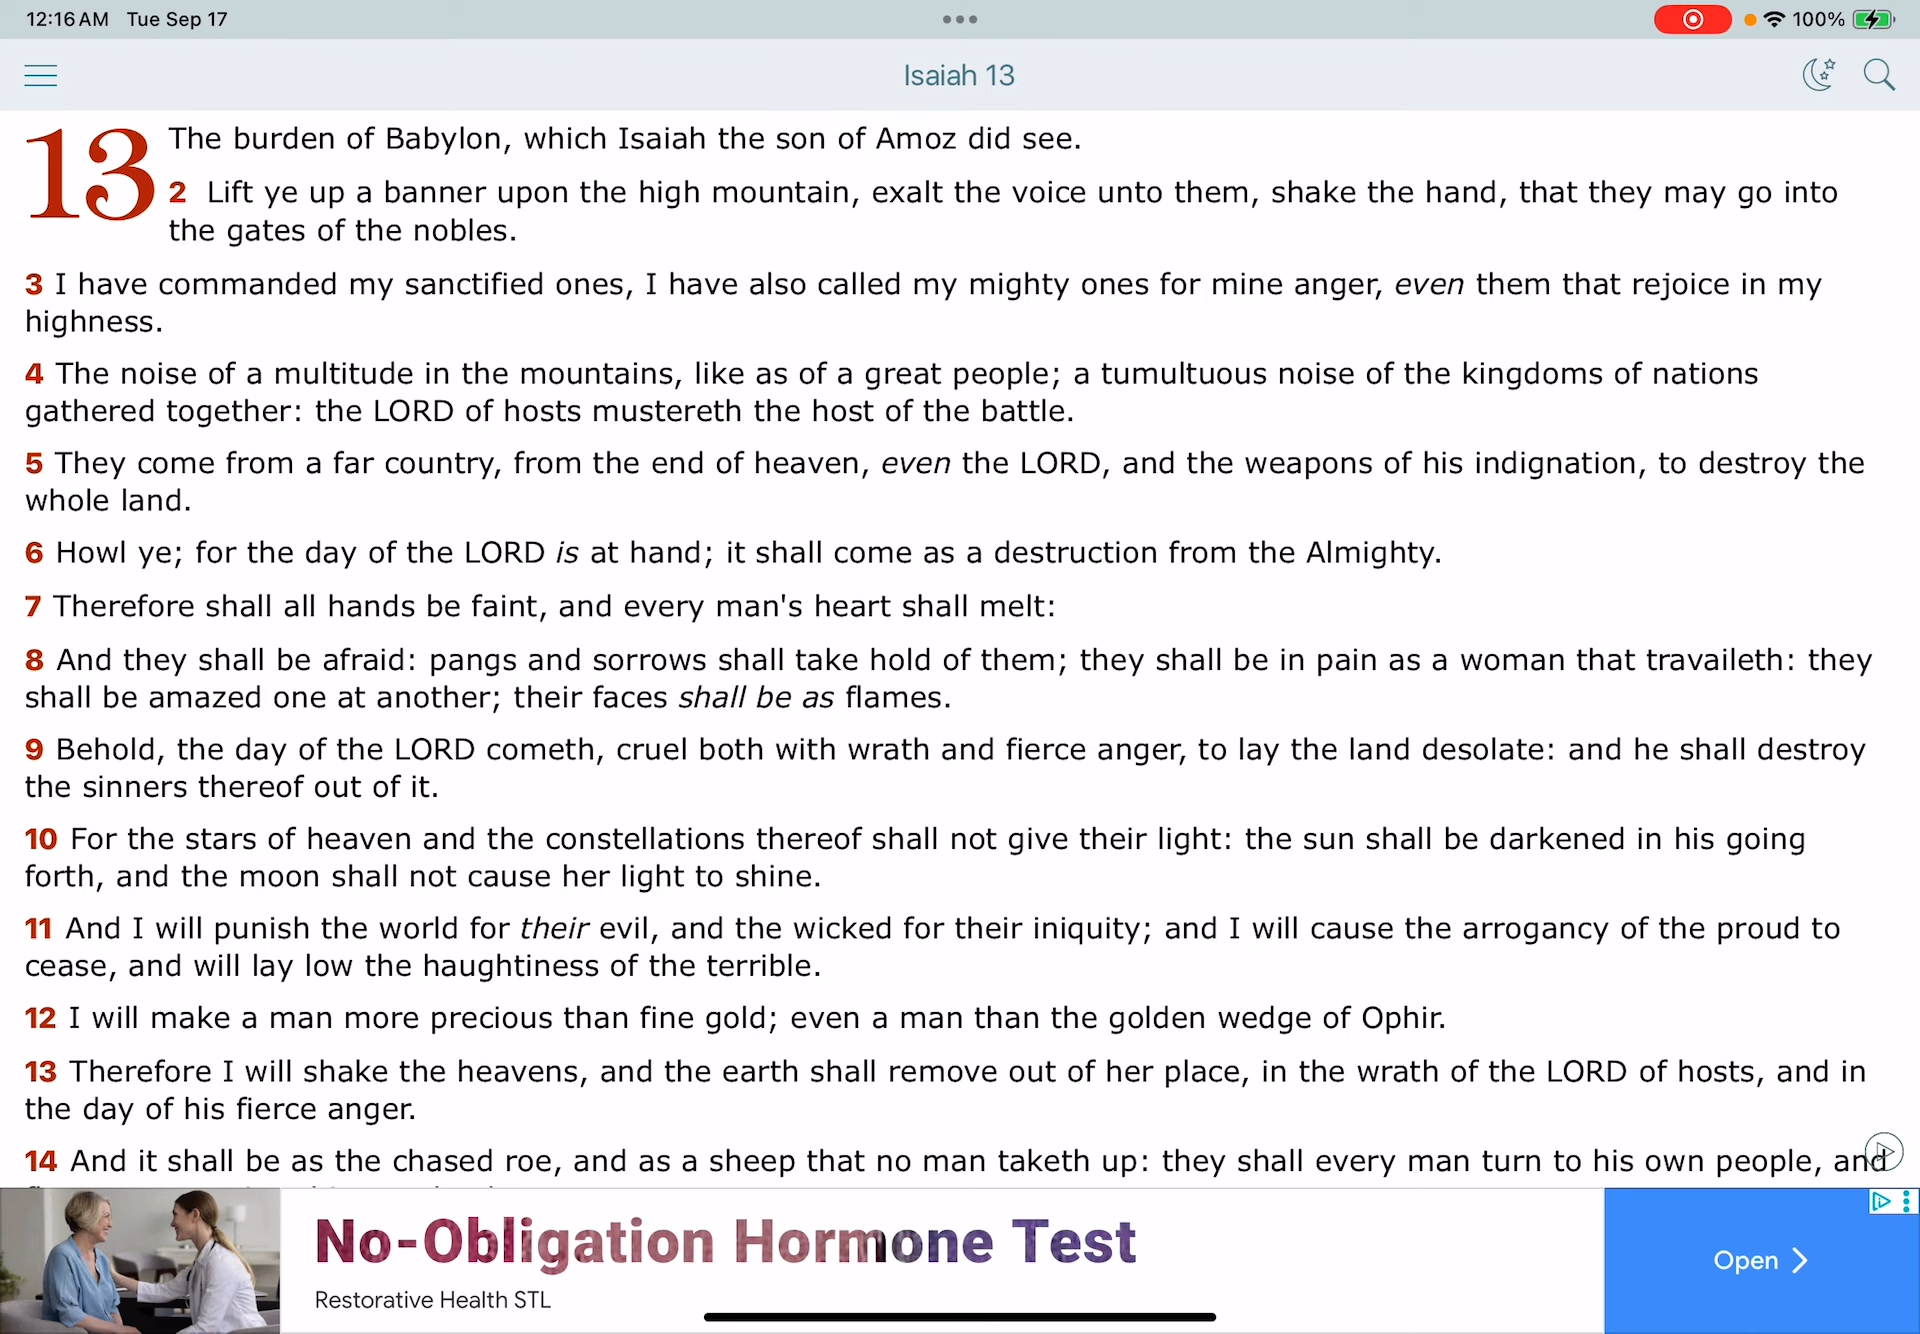 12:16 AM Tue Sep 17
100%
Isaiah 13
13 The burden of Babylon, which Isaiah the son of Amoz did see.
2 Lift ye up a banner upon the high mountain, exalt the voice unto them, shake the hand, that they may go into
the gates of the nobles.
3 I have commanded my sanctified ones, I have also called my mighty ones for mine anger, even them that rejoice in my
highness.
4 The noise of a multitude in the mountains, like as of a great people; a tumultuous noise of the kingdoms of nations
gathered together: the LORD of hosts mustereth the host of the battle.
5 They come from a far country, from the end of heaven, even the LORD, and the weapons of his indignation, to destroy the
whole land.
6 Howl ye; for the day of the LORD is at hand; it shall come as a destruction from the Almighty.
7 Therefore shall all hands be faint, and every man's heart shall melt:
8 And they shall be afraid: pangs and sorrows shall take hold of them; they shall be in pain as a woman that travaileth: they
shall be amazed one at another; their faces shall be as flames.
9 Behold, the day of the LORD cometh, cruel both with wrath and fierce anger, to lay the land desolate: and he shall destroy
the sinners thereof out of it.
10 For the stars of heaven and the constellations thereof shall not give their light: the sun shall be darkened in his going
forth, and the moon shall not cause her light to shine.
11 And I will punish the world for their evil, and the wicked for their iniquity; and I will cause the arrogancy of the proud to
cease, and will lay low the haughtiness of the terrible.
12 I will make a man more precious than fine gold; even a man than the golden wedge of Ophir.
13 Therefore I will shake the heavens, and the earth shall remove out of her place, in the wrath of the LORD of hosts, and in
the day of his fierce anger.
14 And it shall be as the chased roe, and as a sheep that no man taketh up: they shall every man turn to his own people, and
No-Obligation Hormone Test
Restorative Health STL
Open